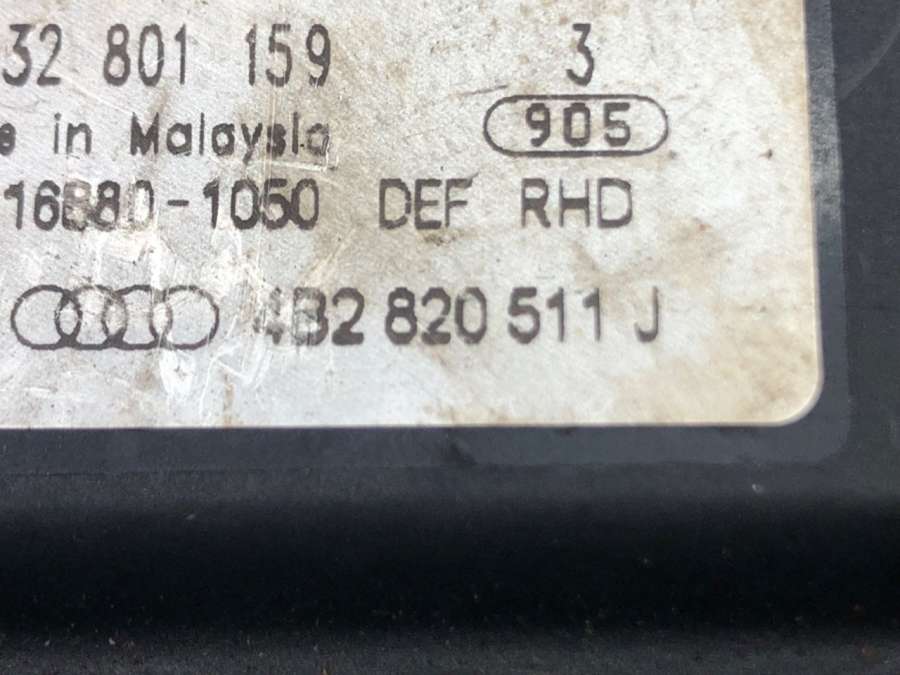 32 801 159 3
e in Malaysia 905
16880-1050 DEF RHD
4B2 820 511 J